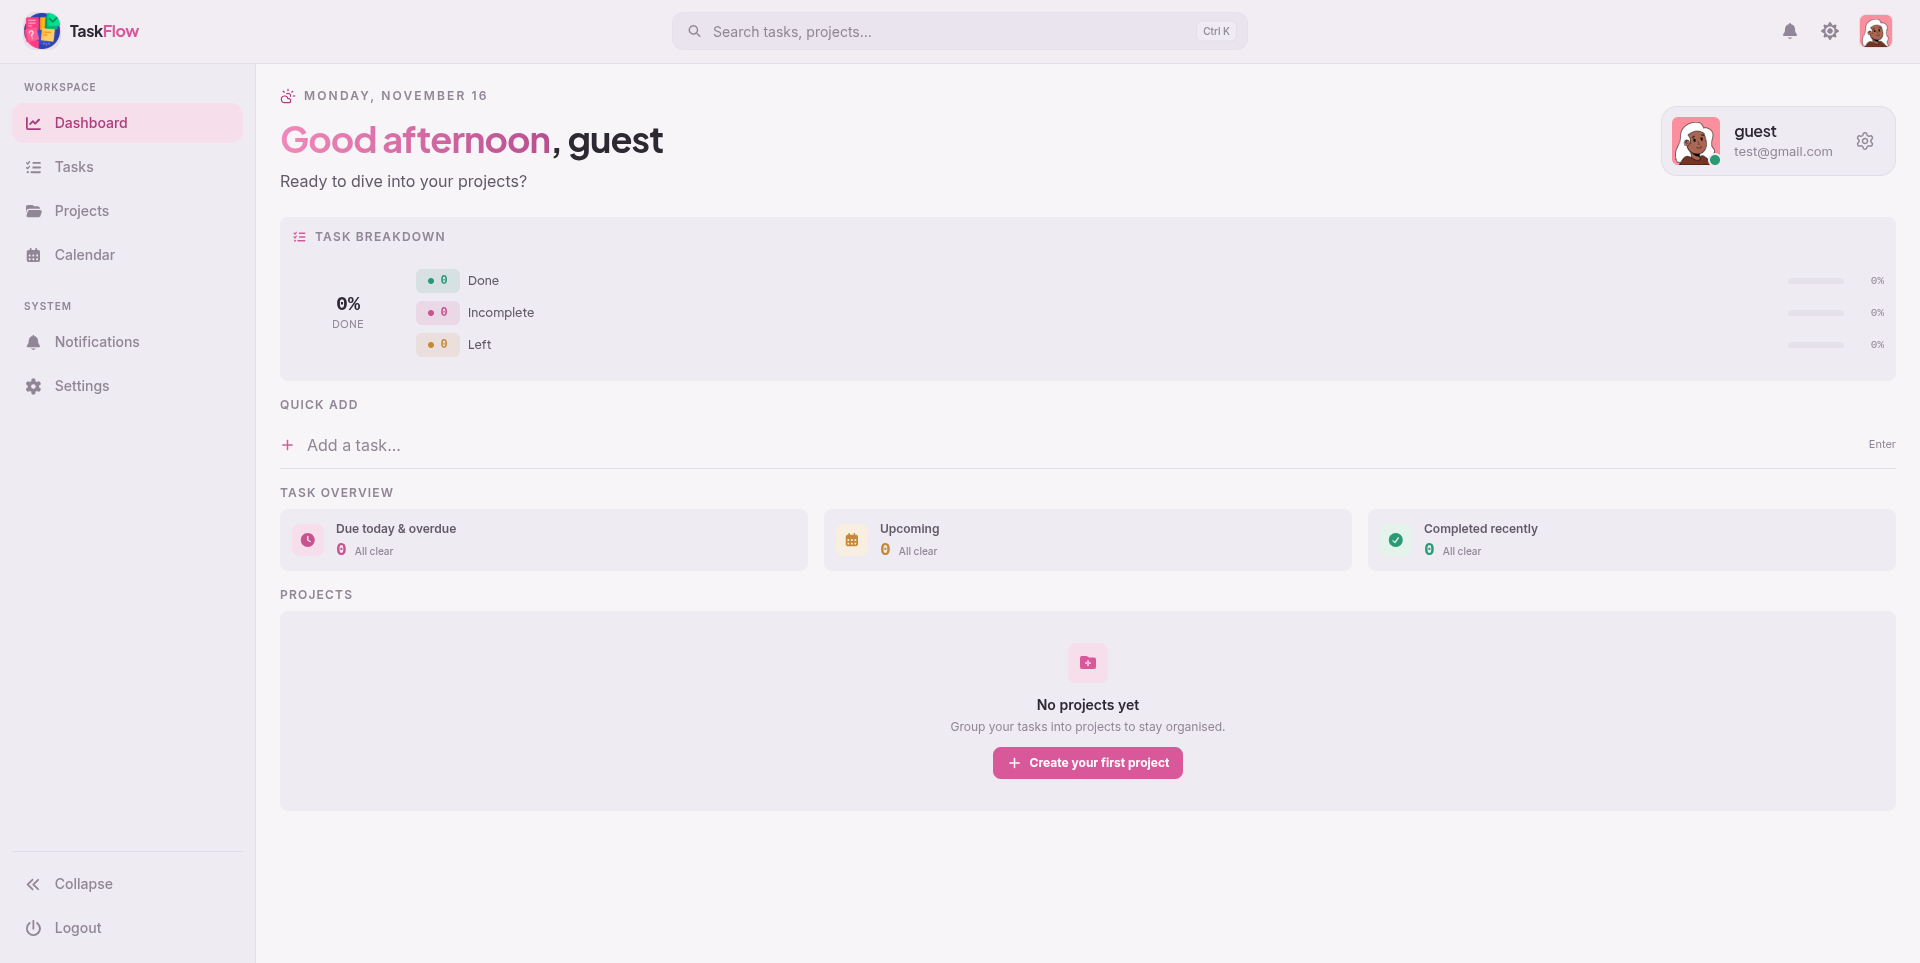 TaskFlow
Search tasks, projects...
Ctrl K
WORKSPACE
Dashboard
Tasks
Projects
Calendar
SYSTEM
Notifications
Settings
Collapse
Logout
MONDAY, NOVEMBER 16
Good afternoon, guest
Ready to dive into your projects?
guest
test@gmail.com
TASK BREAKDOWN
0%
DONE
0 Done 0%
0 Incomplete 0%
0 Left 0%
QUICK ADD
Add a task... Enter
TASK OVERVIEW
Due today & overdue
0 All clear
Upcoming
0 All clear
Completed recently
0 All clear
PROJECTS
No projects yet
Group your tasks into projects to stay organised.
Create your first project